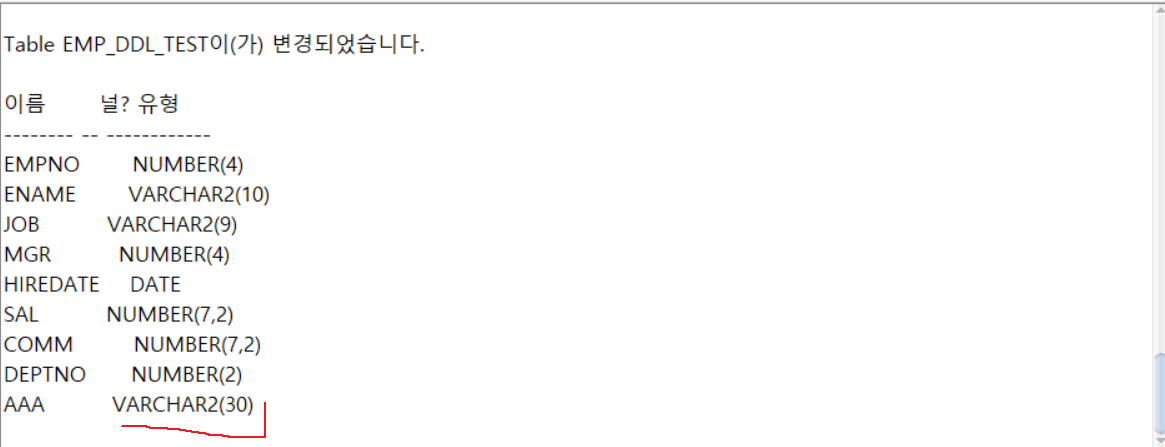 Table EMP_DDL_TEST이(가) 변경되었습니다.
이름 널? 유형
-------- -- ------------
EMPNO NUMBER(4)
ENAME VARCHAR2(10)
JOB VARCHAR2(9)
MGR NUMBER(4)
HIREDATE DATE
SAL NUMBER(7,2)
COMM NUMBER(7,2)
DEPTNO NUMBER(2)
AAA VARCHAR2(30)